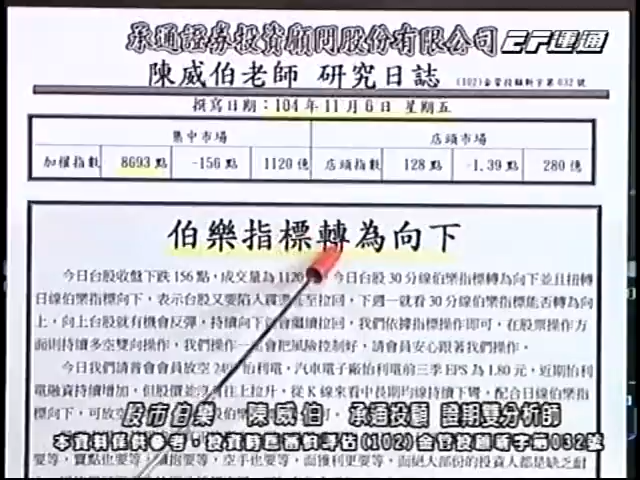 承通證券投資顧問股份有限公司
運通
陳威伯老師 研究日誌 (102)金管投顧新字第032號
撰寫日期：104年11月6日 星期五
集中市場 店頭市場
加權指數 8693點 -156點 1120億 店頭指數 128點 -1.39點 280億
伯樂指標轉為向下
今日台股收盤下跌156點，成交量為1120 今日台股30分線伯樂指標轉為向下並且扭轉
日線伯樂指標向下，表示台股又要陷入震盪甚至拉回，下週一就看30分線伯樂指標能否轉為向
上，向上台股就有機會反彈，持續向下 會繼續拉回，我們依據指標操作即可，在股票操作方
面則持續多空雙向操作，我們操作一 會把風險控制好，請會員安心跟著我們操作。
今日我們請普會會員放空24 怡利電，汽車電子廠怡利電前三季EPS為1.80元，近期怡利
電融資持續增加，但股價並沒有往上拉升，從K線來看中長期均線持續下彎，配合日線伯樂指
標向下，可放空
股市伯樂 陳威伯 承通投顧 證期雙分析師
本資料僅供參考，投資時應審慎評估(102)金管投顧新字第032號
要等，賣點也要等， 抱要等，空手也要等，而獲利更要等，而絕大部份的投資人都是缺乏耐